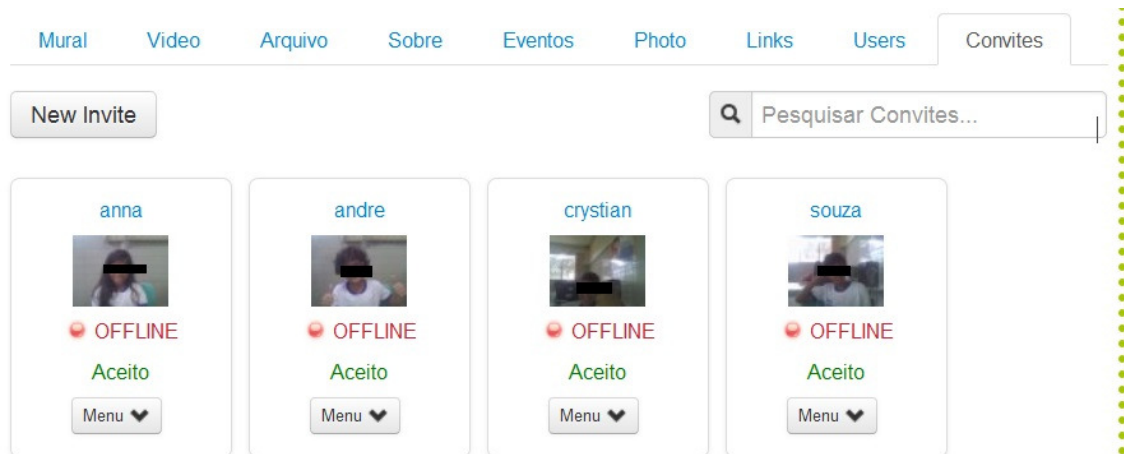 Mural Video Arquivo Sobre Eventos Photo Links Users Convites
New Invite Pesquisar Convites...
anna andre crystian souza
OFFLINE OFFLINE OFFLINE OFFLINE
Aceito Aceito Aceito Aceito
Menu Menu Menu Menu